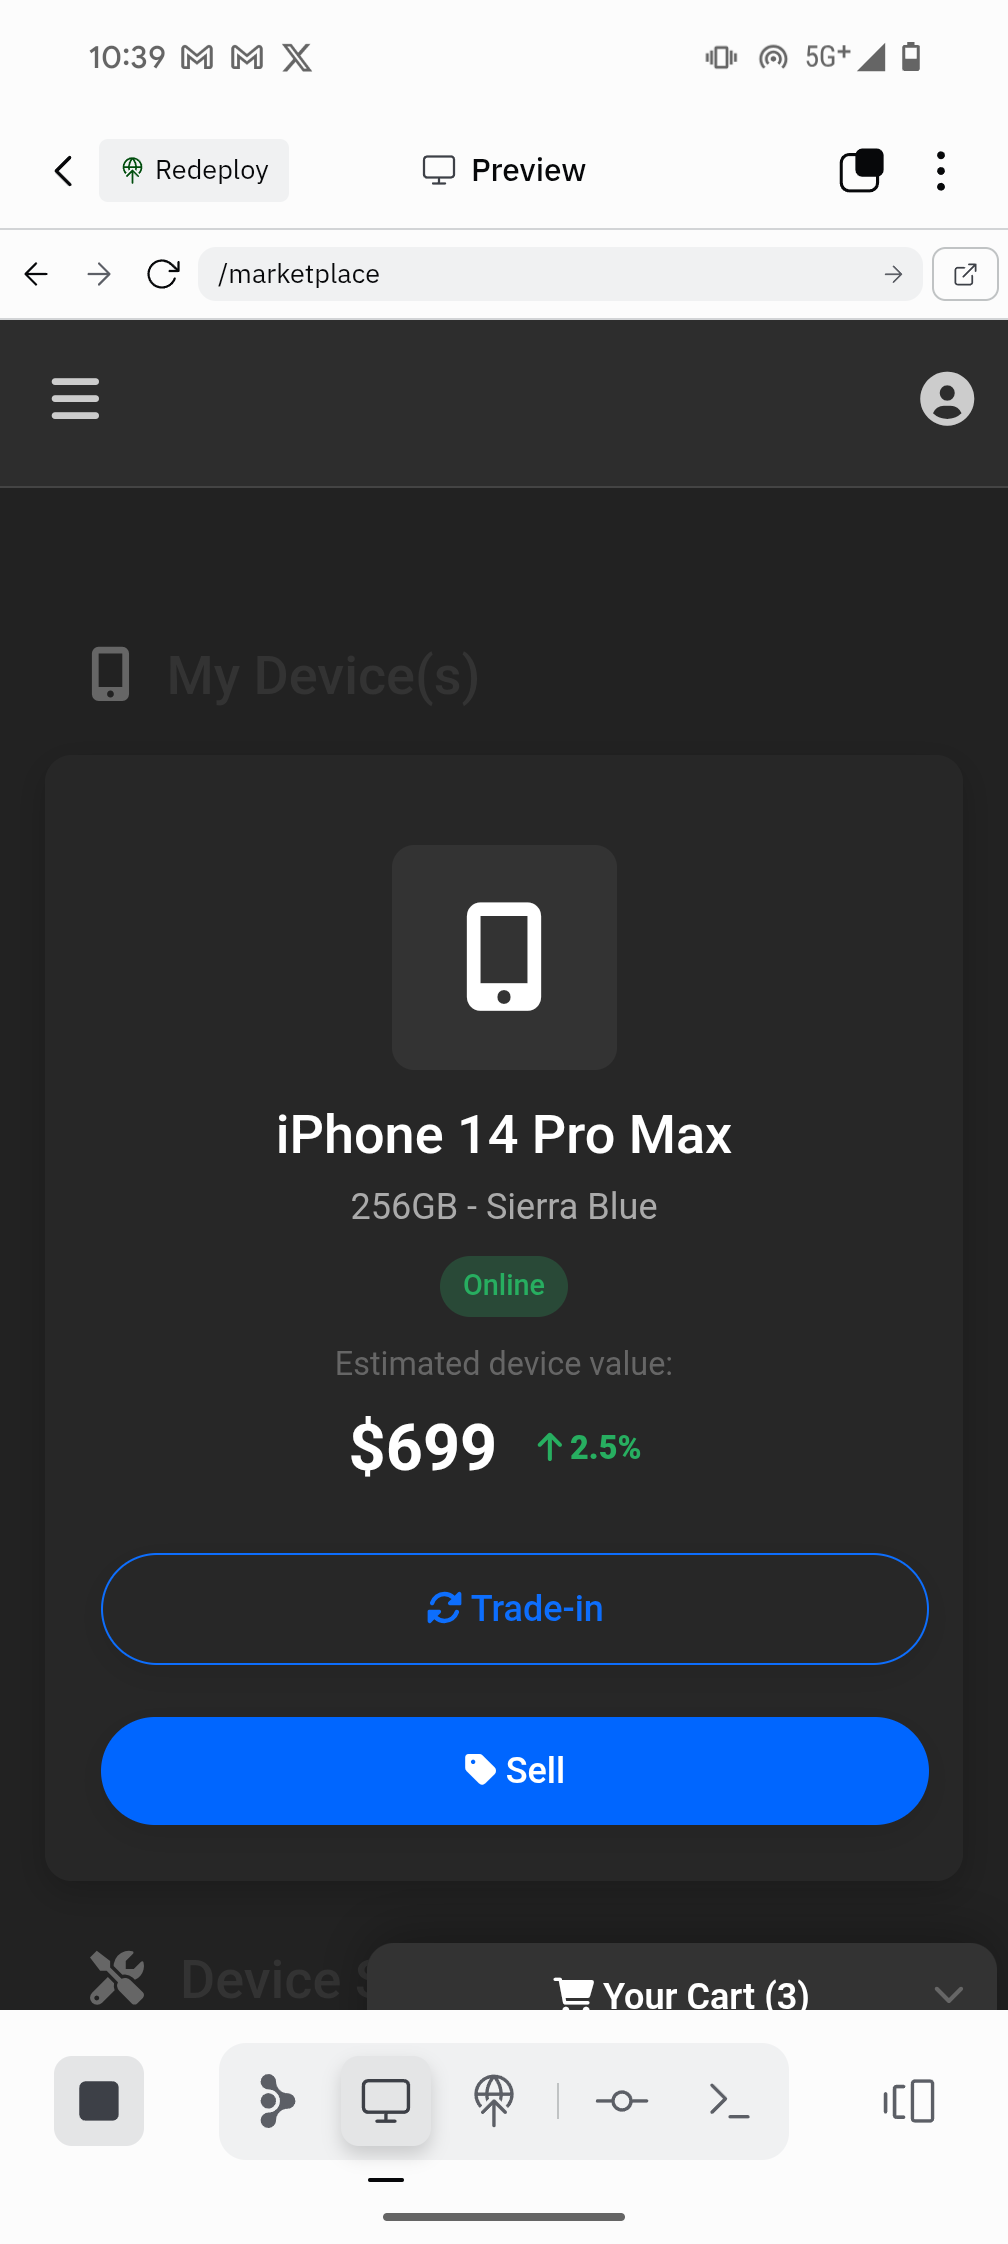 10:39 5G+
Redeploy Preview
/marketplace
My Device(s)
iPhone 14 Pro Max
256GB - Sierra Blue
Online
Estimated device value:
$699 2.5%
Trade-in
Sell
Device
Your Cart (3)